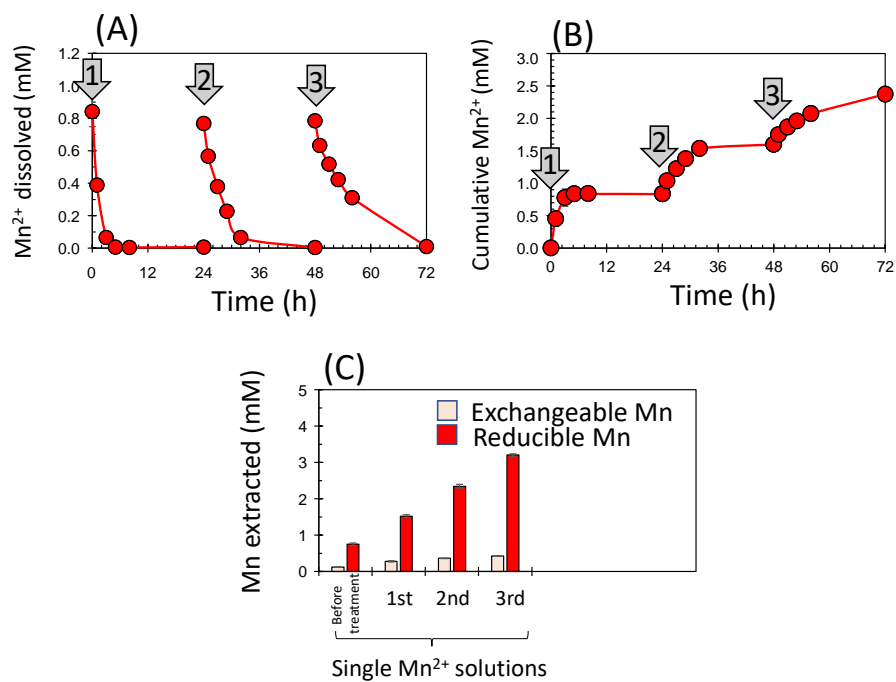 (A)
Mn²⁺ dissolved (mM)
1.2
1.0
0.8
0.6
0.4
0.2
0.0
1
2
3
0 12 24 36 48 60 72
Time (h)
(B)
Cumulative Mn²⁺ (mM)
3.0
2.5
2.0
1.5
1.0
0.5
0.0
1
2
3
0 12 24 36 48 60 72
Time (h)
(C)
Mn extracted (mM)
5
4
3
2
1
0
Exchangeable Mn
Reducible Mn
Before
treatment
1st 2nd 3rd
Single Mn²⁺ solutions